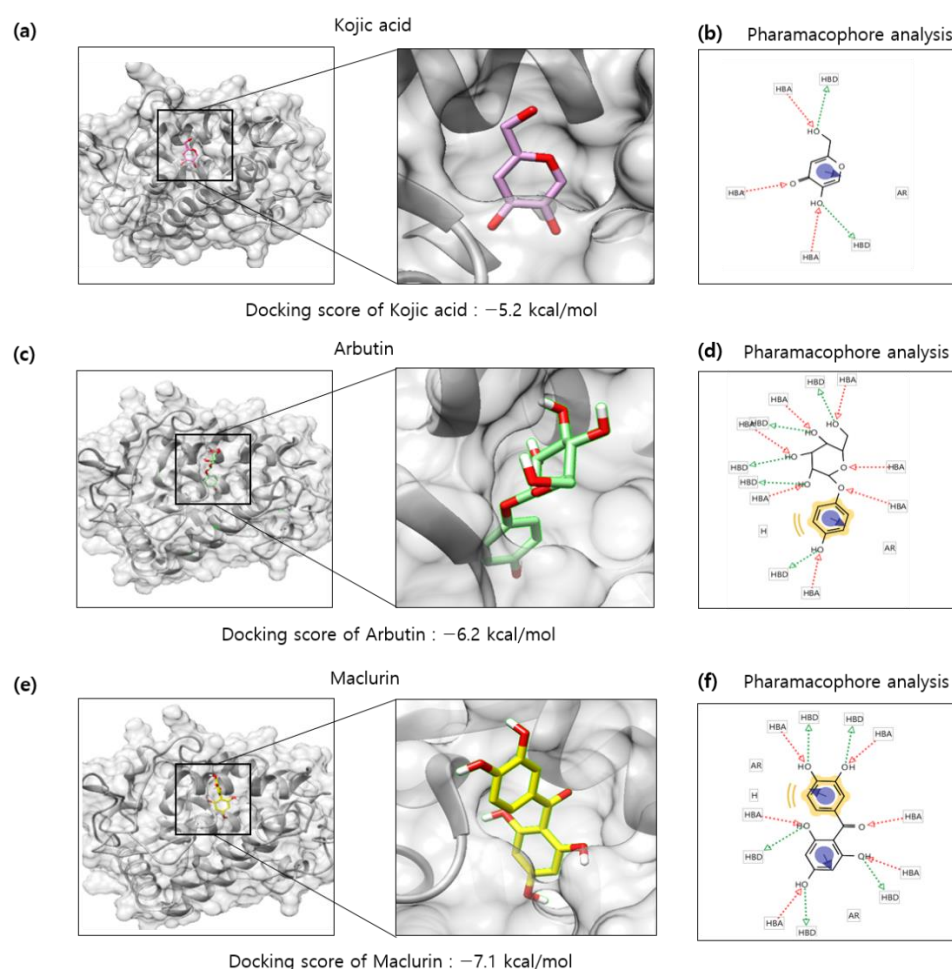 (a)
Kojic acid
(b)
Pharamacophore analysis
HBA
HBD
HO
O
O
HBA
AR
HO
HBA
HBD
Docking score of Kojic acid : −5.2 kcal/mol
(c)
Arbutin
(d)
Pharamacophore analysis
HBD
HBA
HBA
HO
HBA
HBD
HO
HO
HBD
O
HBA
HBD
HO
HBA
O
HBA
H
AR
HO
HBD
HBA
Docking score of Arbutin : −6.2 kcal/mol
(e)
Maclurin
(f)
Pharamacophore analysis
HBA
HBD
HBD
HBA
AR
HO
OH
H
HBA
HO
O
HBA
HBD
OH
HBA
HO
HBD
HBA
HBD
AR
Docking score of Maclurin : −7.1 kcal/mol